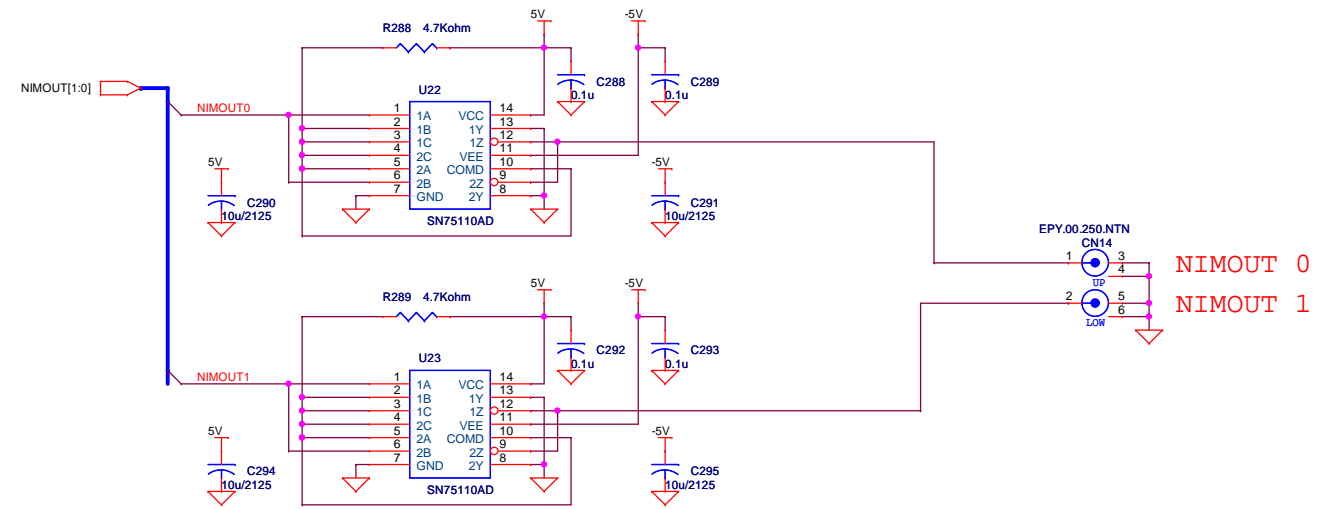 5V
-5V
R288 4.7Kohm
C288
0.1u
C289
0.1u
NIMOUT[1:0]
U22
NIMOUT0
1 1A VCC 14
2 1B 1Y 13
3 1C 1Z 12
4 2C VEE 11
5 2A COMD 10
6 2B 2Z 9
7 GND 2Y 8
SN75110AD
5V
C290
10u/2125
-5V
C291
10u/2125
EPY.00.250.NTN
CN14
1 3
4
UP
NIMOUT 0
2 5
6
LOW
NIMOUT 1
5V
-5V
R289 4.7Kohm
C292
0.1u
C293
0.1u
U23
NIMOUT1
1 1A VCC 14
2 1B 1Y 13
3 1C 1Z 12
4 2C VEE 11
5 2A COMD 10
6 2B 2Z 9
7 GND 2Y 8
SN75110AD
5V
C294
10u/2125
-5V
C295
10u/2125